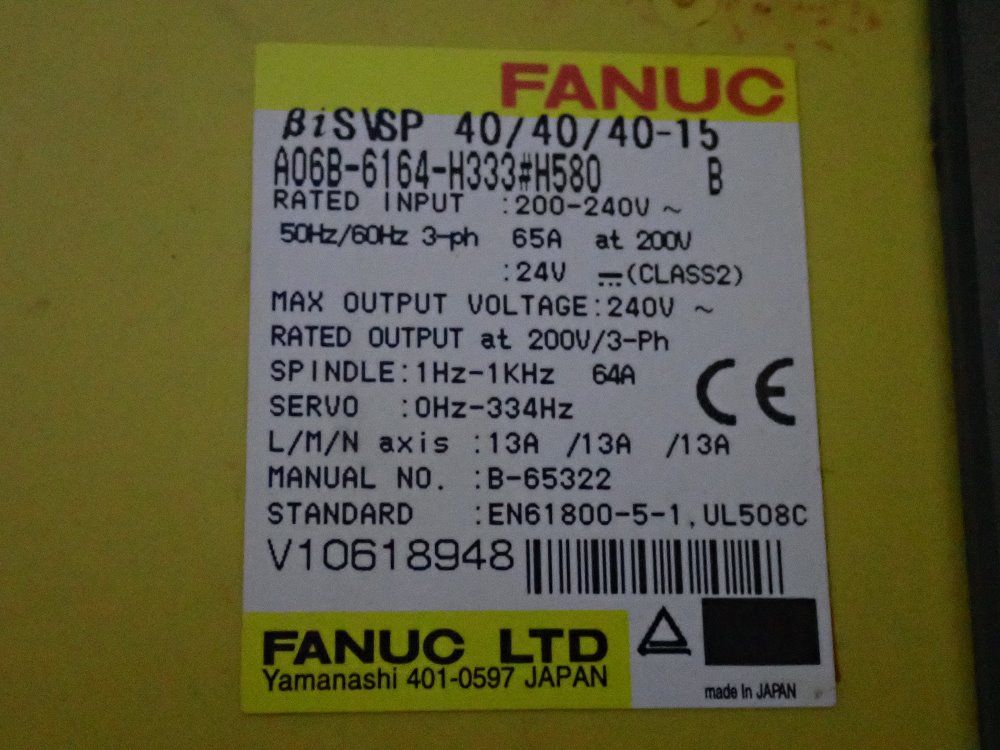 FANUC
βiSVSP 40/40/40-15
A06B-6164-H333#H580 B
RATED INPUT :200-240V ~
50Hz/60Hz 3-ph 65A at 200V
:24V ⎓(CLASS2)
MAX OUTPUT VOLTAGE:240V ~
RATED OUTPUT at 200V/3-Ph
SPINDLE:1Hz-1KHz 64A
SERVO :0Hz-334Hz
L/M/N axis :13A /13A /13A
MANUAL NO. :B-65322
STANDARD :EN61800-5-1,UL508C
CE
V10618948
FANUC LTD
Yamanashi 401-0597 JAPAN
made In JAPAN